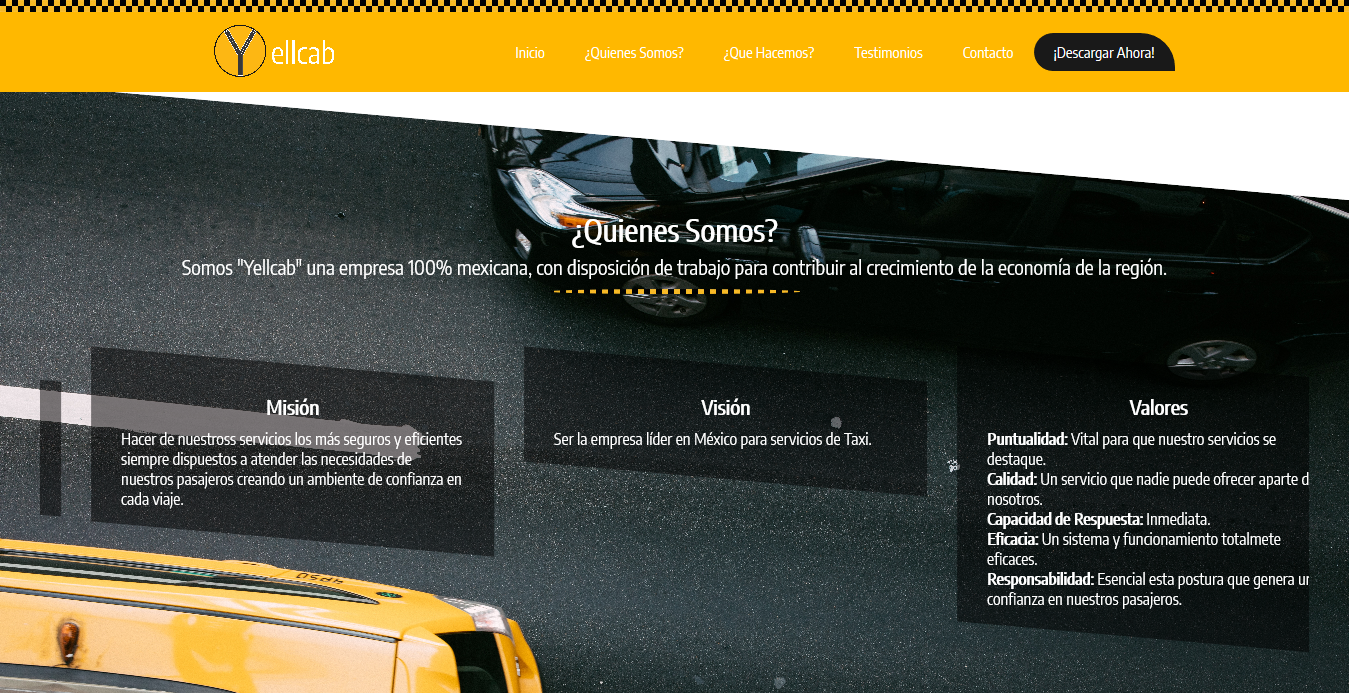 Yellcab
Inicio
¿Quienes Somos?
¿Que Hacemos?
Testimonios
Contacto
¡Descargar Ahora!
¿Quienes Somos?
Somos "Yellcab" una empresa 100% mexicana, con disposición de trabajo para contribuir al crecimiento de la economía de la región.
Misión
Hacer de nuestross servicios los más seguros y eficientes
siempre dispuestos a atender las necesidades de
nuestros pasajeros creando un ambiente de confianza en
cada viaje.
Visión
Ser la empresa líder en México para servicios de Taxi.
Valores
Puntualidad: Vital para que nuestro servicios se
destaque.
Calidad: Un servicio que nadie puede ofrecer aparte d
nosotros.
Capacidad de Respuesta: Inmediata.
Eficacia: Un sistema y funcionamiento totalmete
eficaces.
Responsabilidad: Esencial esta postura que genera
confianza en nuestros pasajeros.
4P50